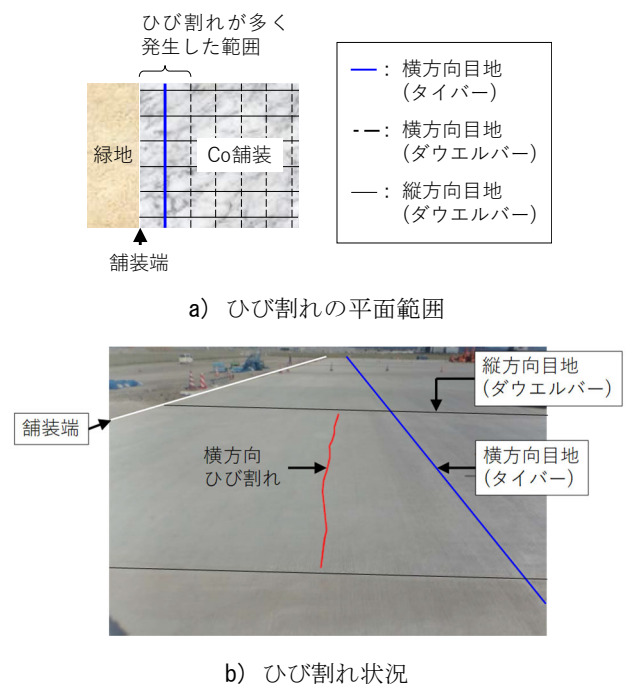 ひび割れが多く
発生した範囲
緑地
Co舗装
舗装端
━：横方向目地
(タイバー)
---：横方向目地
(ダウエルバー)
—：縦方向目地
(ダウエルバー)
a）ひび割れの平面範囲
縦方向目地
(ダウエルバー)
舗装端
横方向
ひび割れ
横方向目地
(タイバー)
b）ひび割れ状況